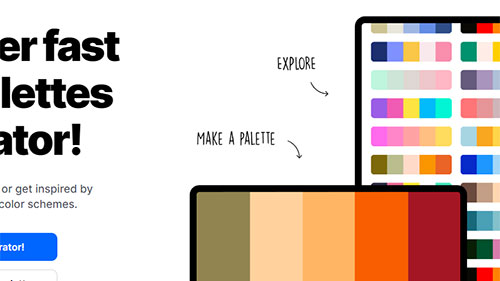 er fast
lettes
ator!
or get inspired by
color schemes.
rator!
EXPLORE
MAKE A PALETTE